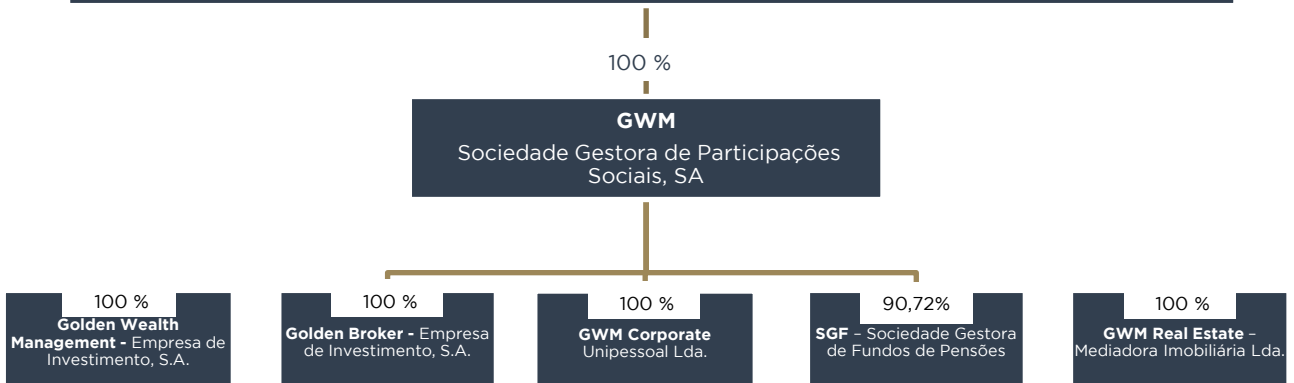 100 %
GWM
Sociedade Gestora de Participações
Sociais, SA
100 %
Golden Wealth
Management - Empresa de
Investimento, S.A.
100 %
Golden Broker - Empresa
de Investimento, S.A.
100 %
GWM Corporate
Unipessoal Lda.
90,72%
SGF – Sociedade Gestora
de Fundos de Pensões
100 %
GWM Real Estate –
Mediadora Imobiliária Lda.